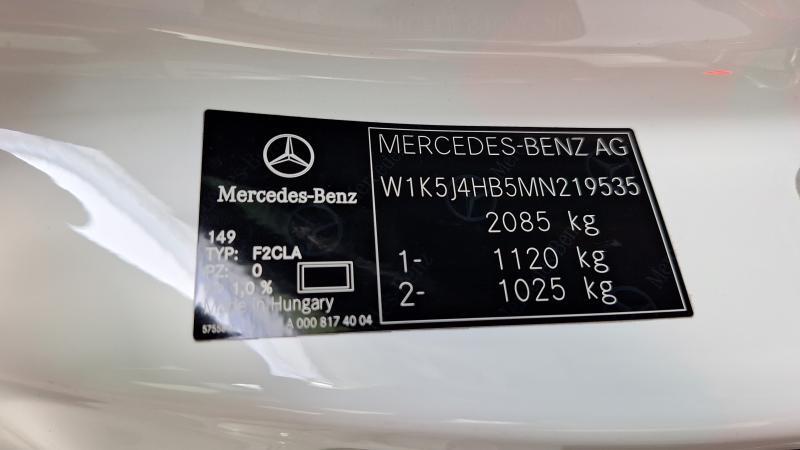 Mercedes-Benz
149
TYP: F2CLA
PZ: 0
1,0 %
Made in Hungary
A 000 817 40 04
MERCEDES-BENZ AG
W1K5J4HB5MN219535
2085 kg
1- 1120 kg
2- 1025 kg